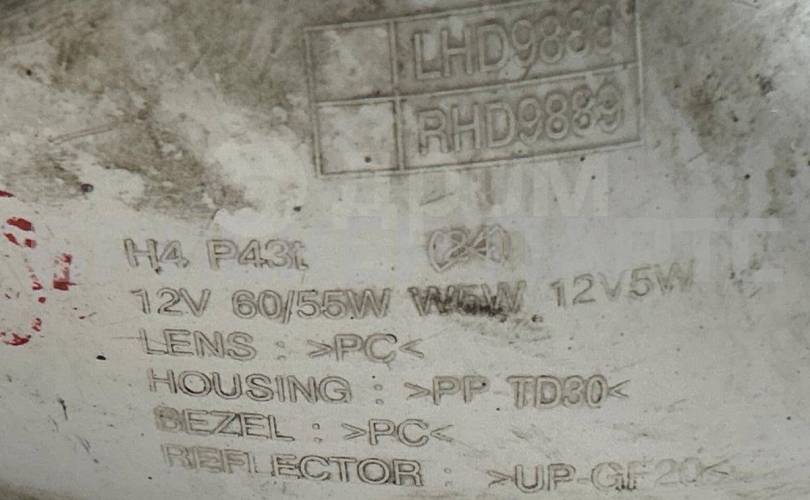 LHD9889
RHD9889
H4 P43t (24)
12V 60/55W W5W 12V5W
LENS : >PC<
HOUSING : >PP TD30<
BEZEL : >PC<
REFLECTOR : >UP-GF20<